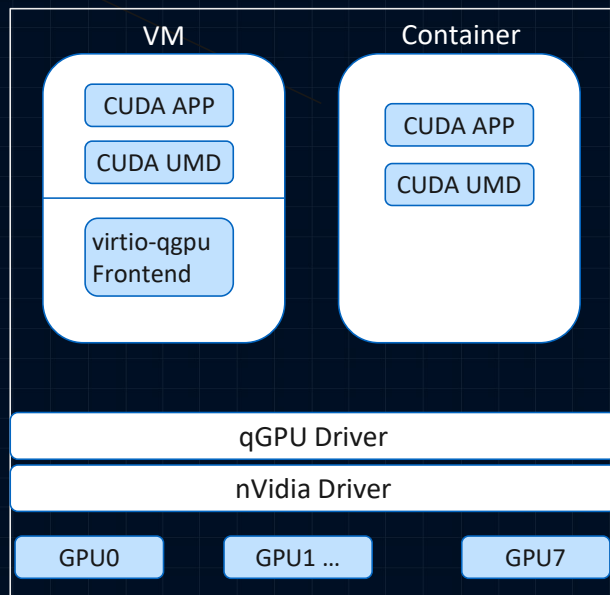 VM
CUDA APP
CUDA UMD
virtio-qgpu
Frontend
Container
CUDA APP
CUDA UMD
qGPU Driver
nVidia Driver
GPU0
GPU1 ...
GPU7